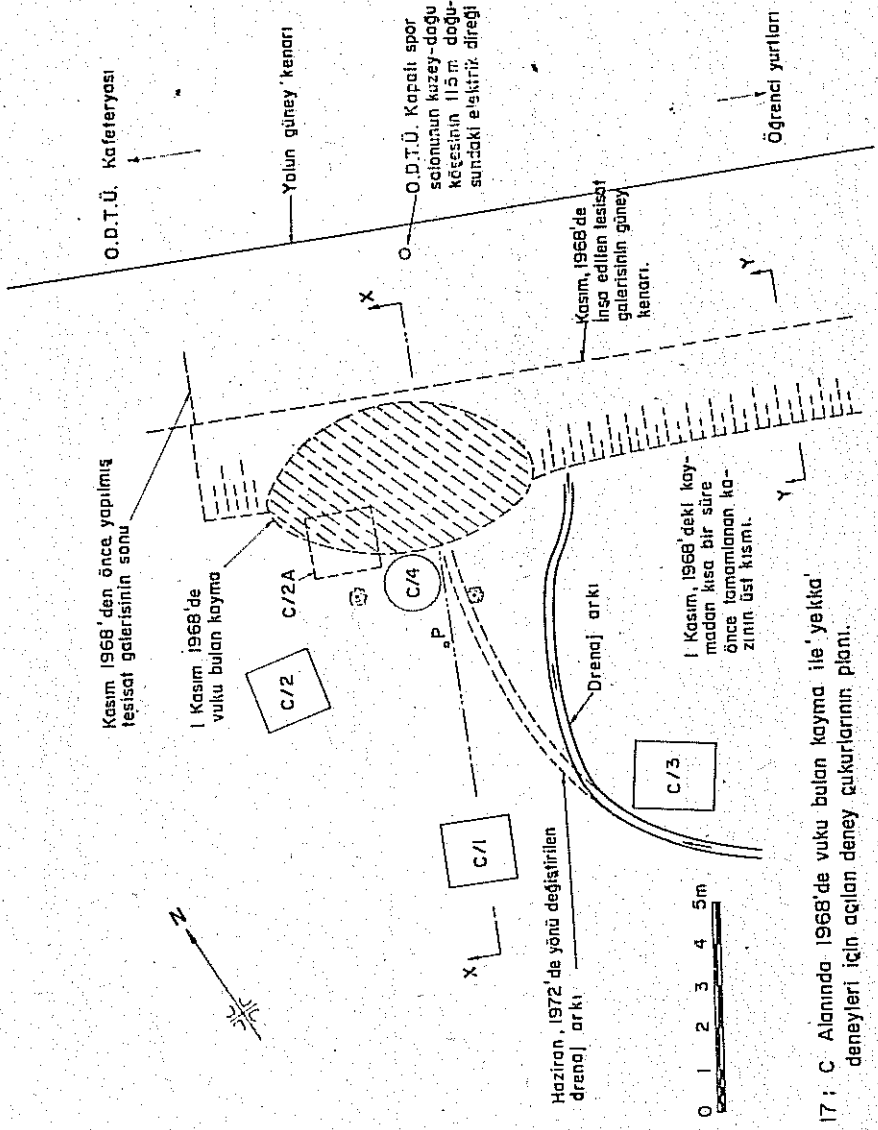 O.D.T.Ü. Kafeteryası
Yolun güney kenarı
O.D.T.Ü. Kapalı spor
salonunun kuzey-doğu
köşesinin 115m doğu-
sundaki elektrik direği
Öğrenci yurtları
Kasım 1968'den önce yapılmış
tesisat galerisinin sonu
1 Kasım 1968'de
vuku bulan kayma
X
Kasım, 1968'de
İnşa edilen tesisat
galerisinin güney
kenarı.
Y
C/2A
C/4
C/2
P
N
Drenaj arkı
1 Kasım, 1968'deki kay-
madan kısa bir süre
önce tamamlanan ka-
zının üst kısmı.
Y
C/1
C/3
X
Haziran, 1972'de yönü değiştirilen
drenaj arkı
0 1 2 3 4 5m
17; C Alanında 1968'de vuku bulan kayma ile 'yekka'
deneyleri için açılan deney çukurlarının planı.